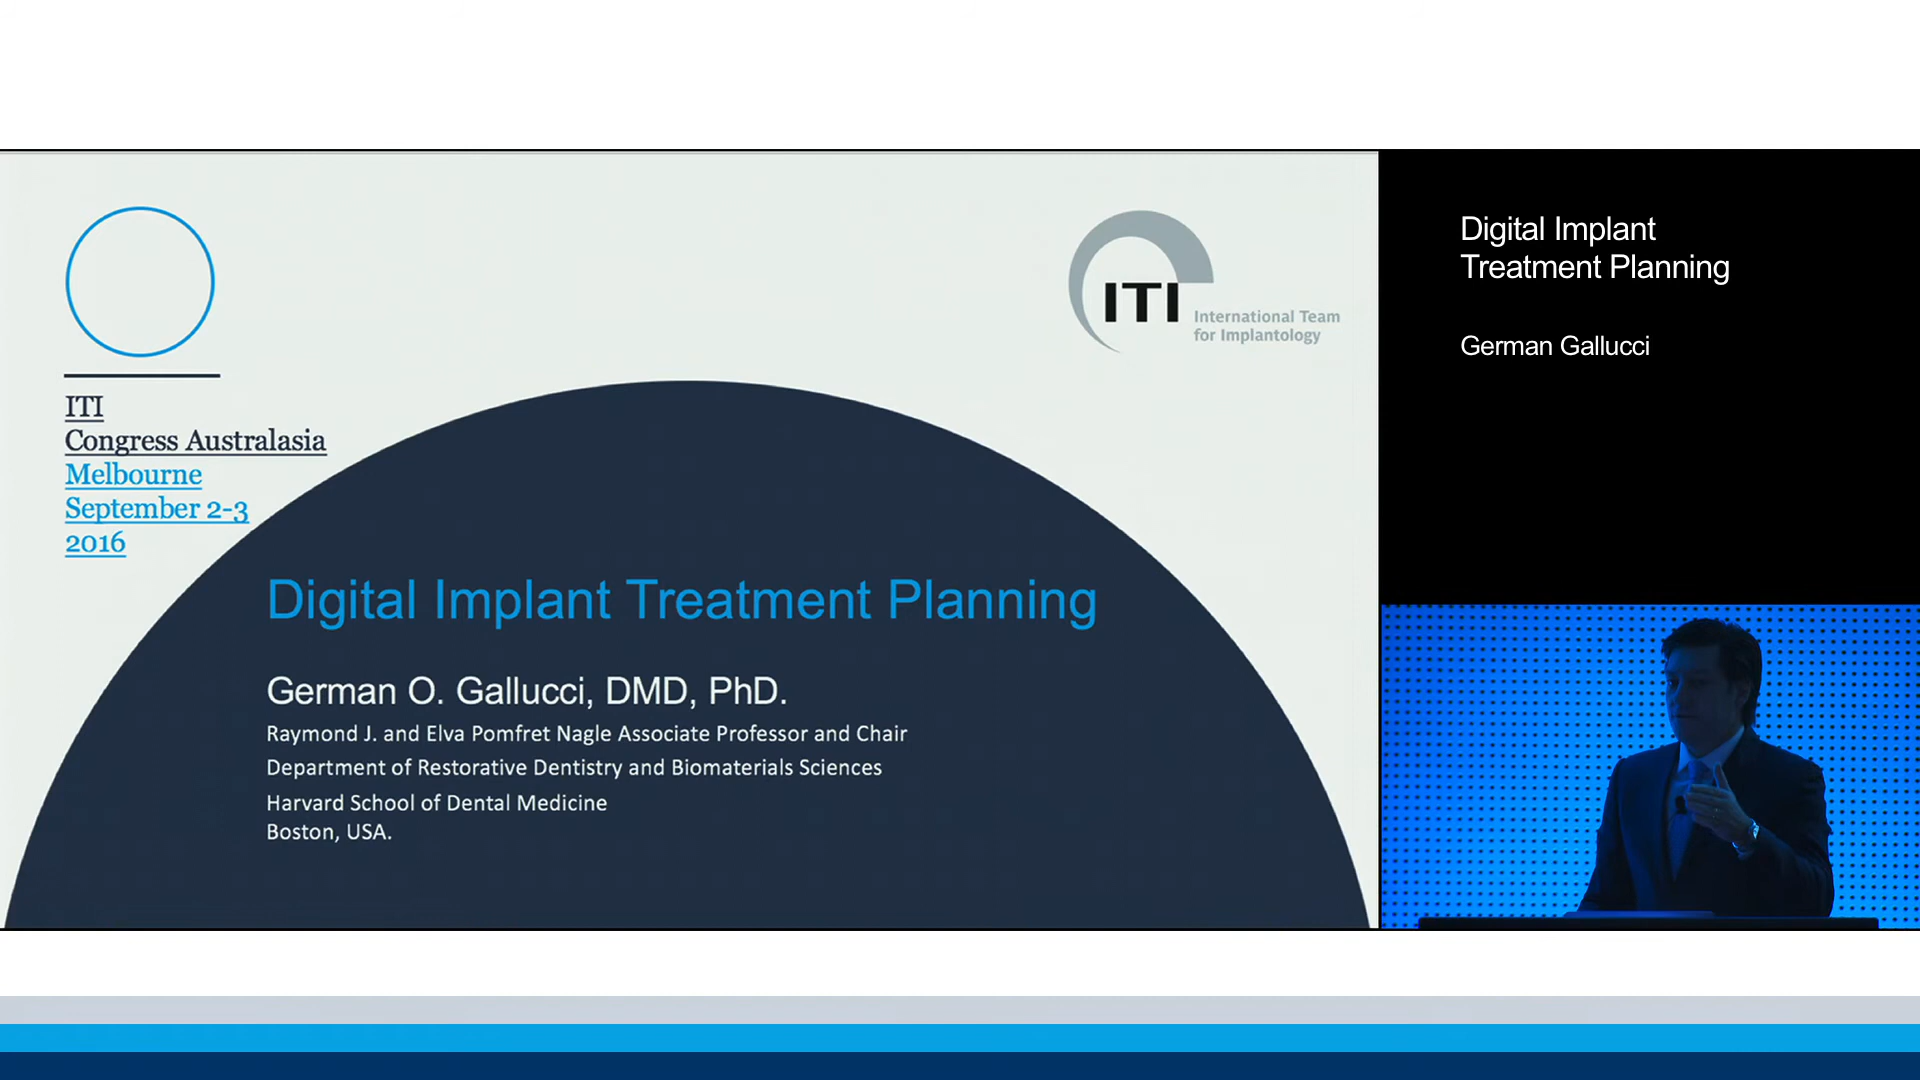 ITI
Congress Australasia
Melbourne
September 2-3
2016
ITI
International Team
for Implantology
Digital Implant Treatment Planning
German O. Gallucci, DMD, PhD.
Raymond J. and Elva Pomfret Nagle Associate Professor and Chair
Department of Restorative Dentistry and Biomaterials Sciences
Harvard School of Dental Medicine
Boston, USA.
Digital Implant
Treatment Planning
German Gallucci